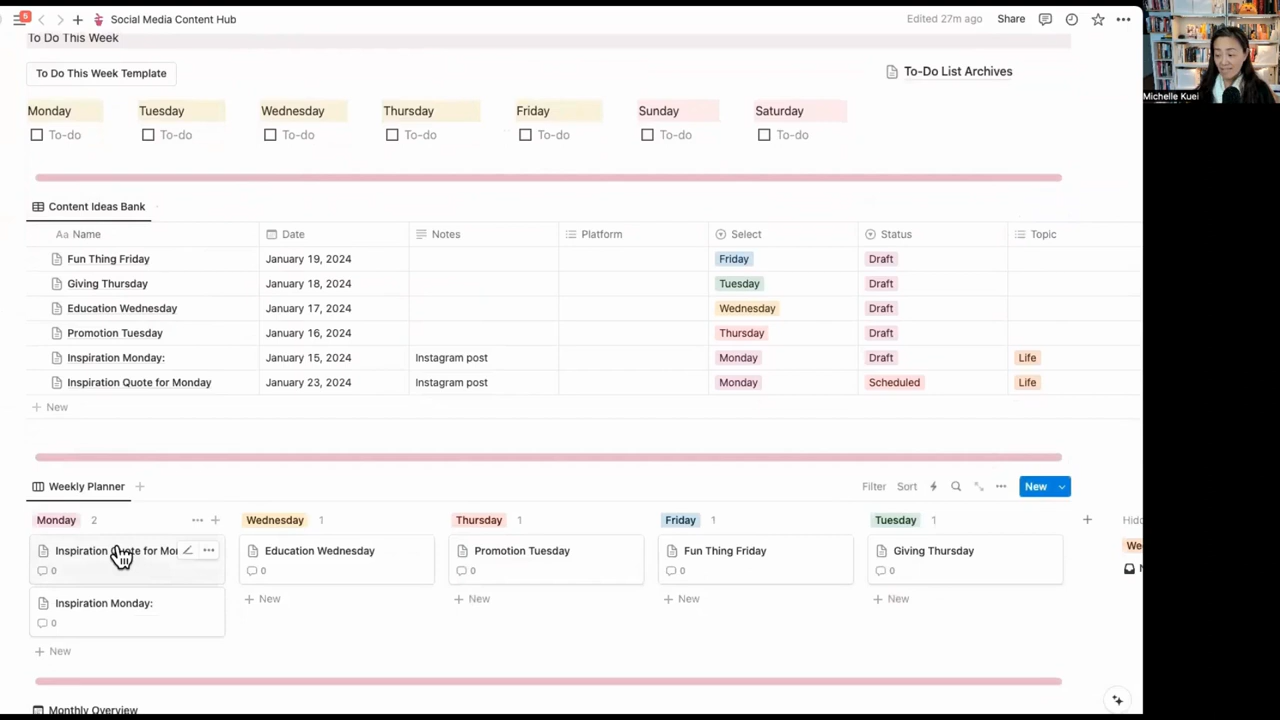 5
Social Media Content Hub
Edited 27m ago
Share
Michelle Kuei
To Do This Week
To Do This Week Template
To-Do List Archives
Monday Tuesday Wednesday Thursday Friday Sunday Saturday
To-do To-do To-do To-do To-do To-do To-do
Content Ideas Bank
Aa Name Date Notes Platform Select Status Topic
Fun Thing Friday January 19, 2024 Friday Draft
Giving Thursday January 18, 2024 Tuesday Draft
Education Wednesday January 17, 2024 Wednesday Draft
Promotion Tuesday January 16, 2024 Thursday Draft
Inspiration Monday: January 15, 2024 Instagram post Monday Draft Life
Inspiration Quote for Monday January 23, 2024 Instagram post Monday Scheduled Life
+ New
Weekly Planner
Filter Sort New
Monday 2 Wednesday 1 Thursday 1 Friday 1 Tuesday 1
Inspiration Quote for Mon Education Wednesday Promotion Tuesday Fun Thing Friday Giving Thursday
0 0 0 0 0
Inspiration Monday: + New + New + New + New
0
+ New
Monthly Overview